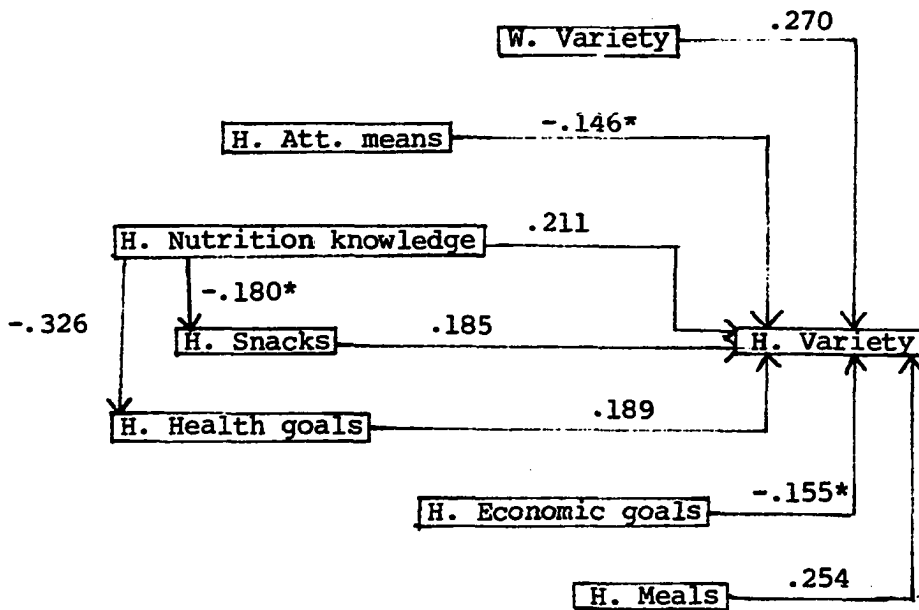 .270
W. Variety
-.146*
H. Att. means
.211
H. Nutrition knowledge
-.180*
-.326
.185
H. Snacks
H. Variety
.189
H. Health goals
-.155*
H. Economic goals
.254
H. Meals